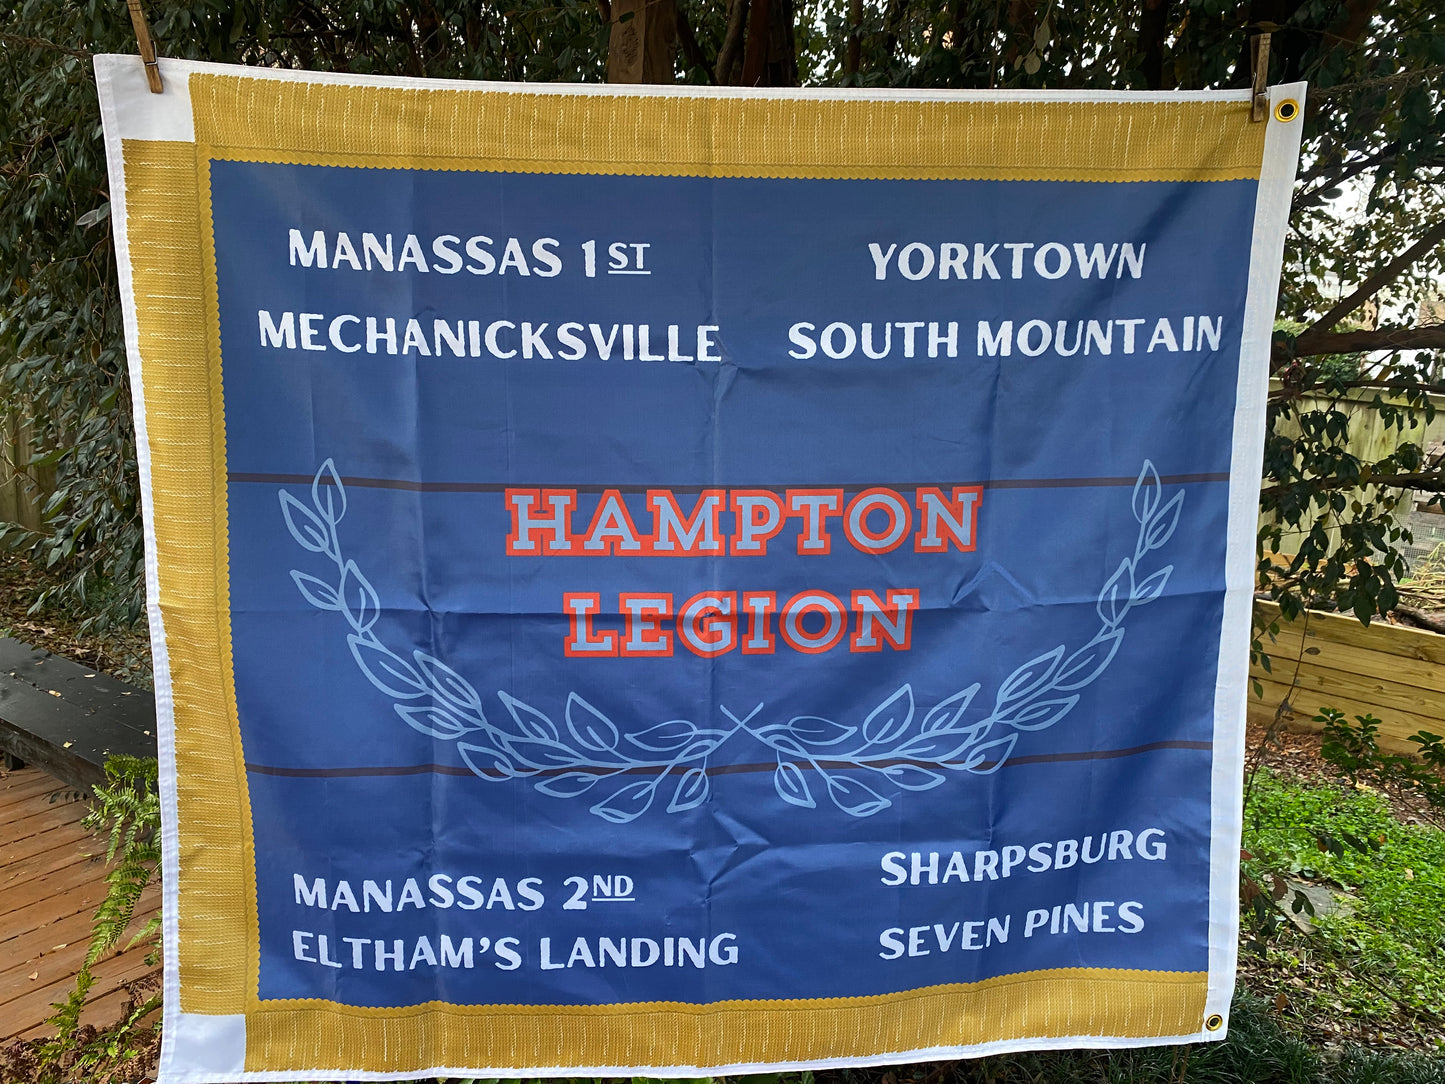 MANASSAS 1ST
MECHANICKSVILLE
YORKTOWN
SOUTH MOUNTAIN
HAMPTON
LEGION
MANASSAS 2ND
ELTHAM'S LANDING
SHARPSBURG
SEVEN PINES